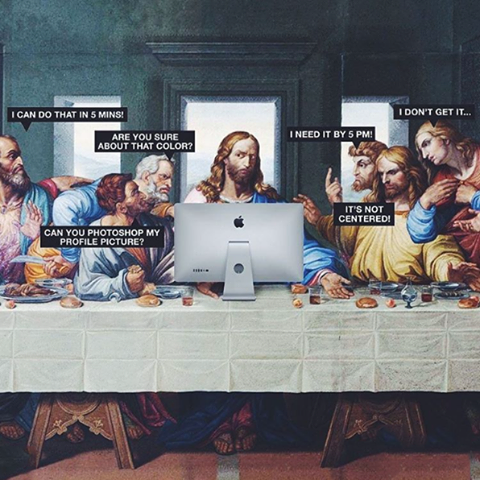 I CAN DO THAT IN 5 MINS!
ARE YOU SURE
ABOUT THAT COLOR?
CAN YOU PHOTOSHOP MY
PROFILE PICTURE?
I NEED IT BY 5 PM!
I DON'T GET IT...
IT'S NOT
CENTERED!